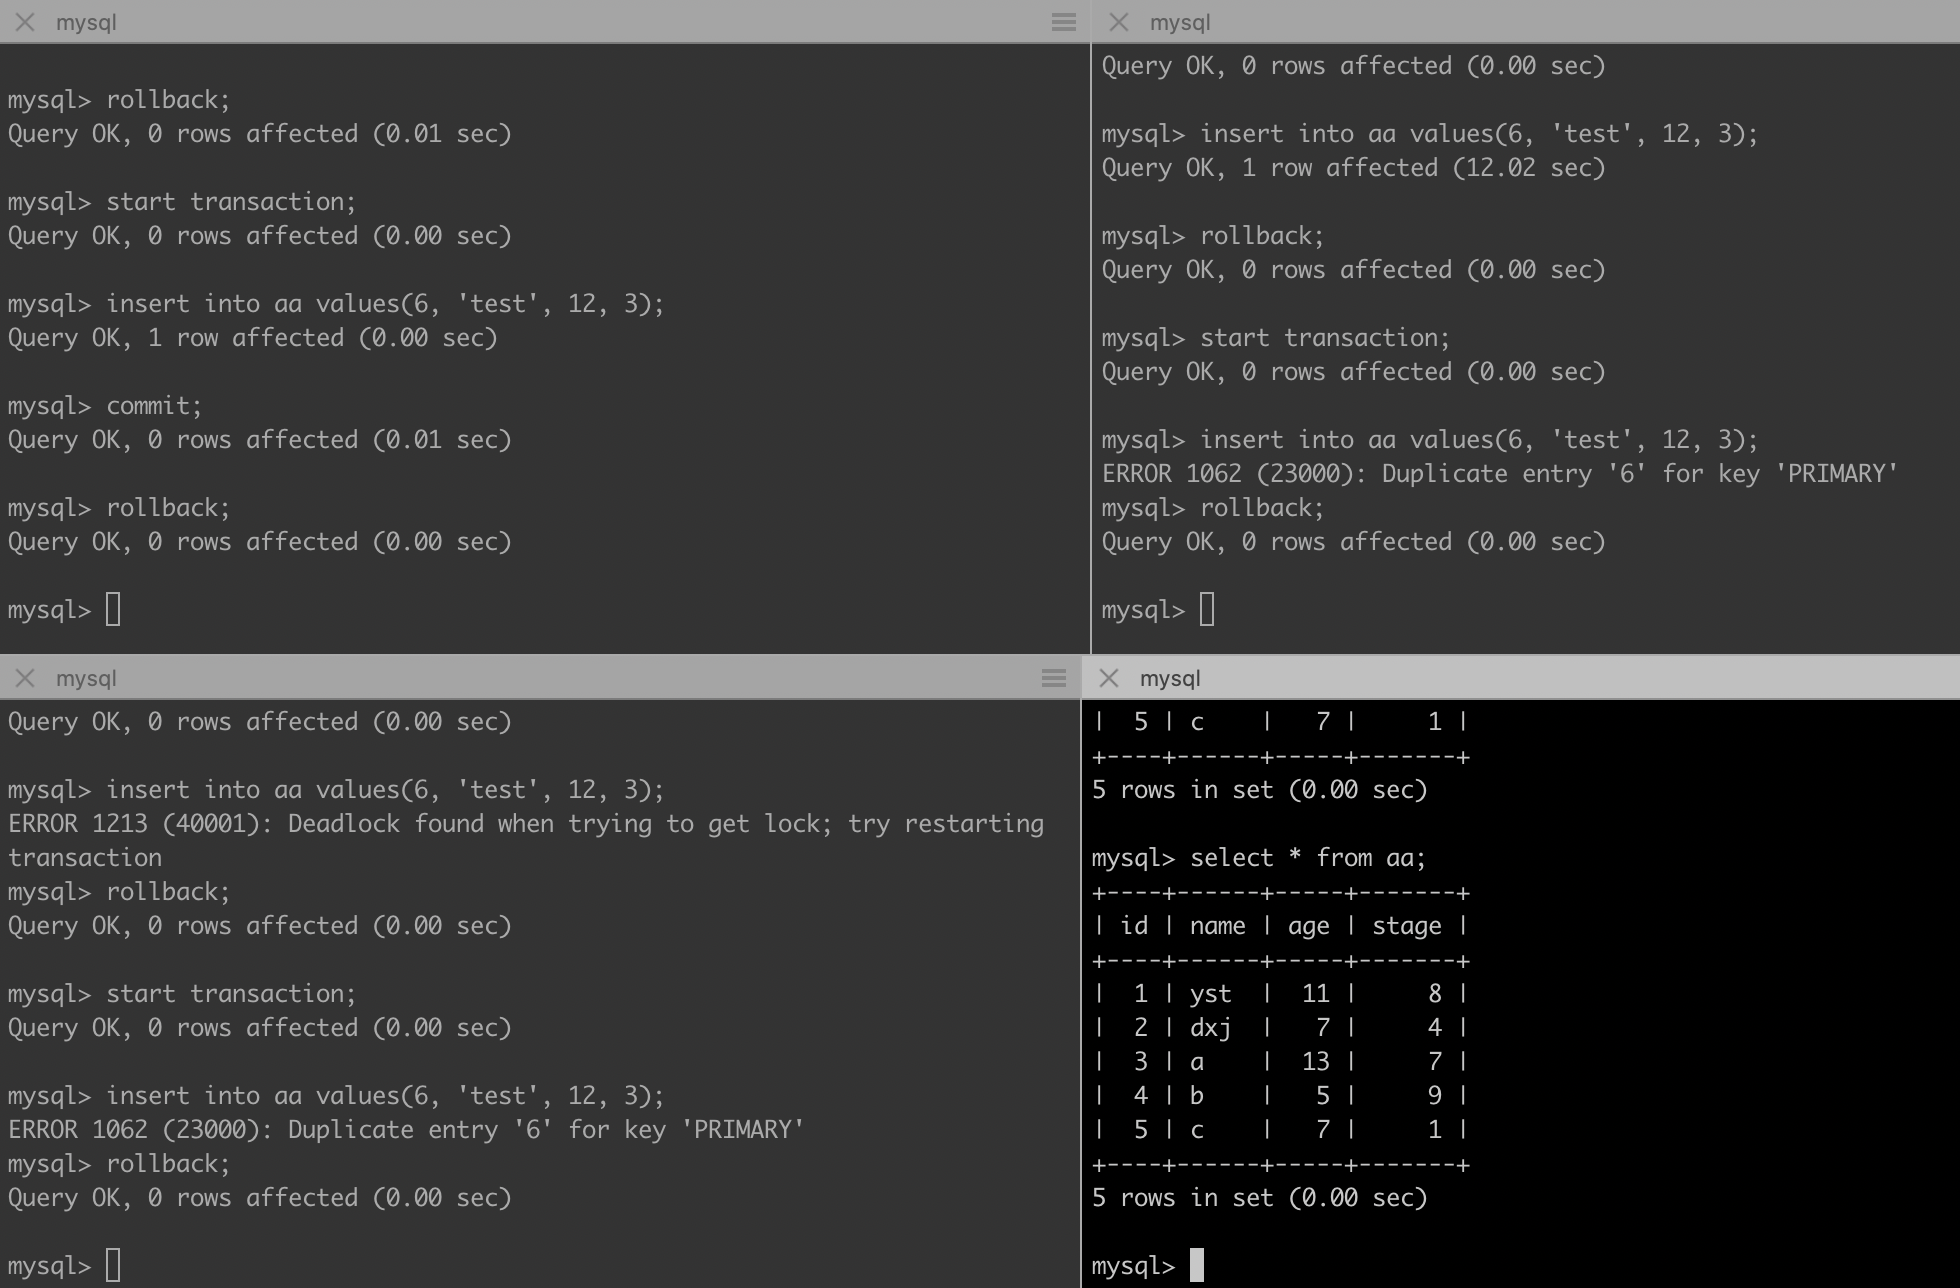 mysql
mysql> rollback;
Query OK, 0 rows affected (0.01 sec)
mysql> start transaction;
Query OK, 0 rows affected (0.00 sec)
mysql> insert into aa values(6, 'test', 12, 3);
Query OK, 1 row affected (0.00 sec)
mysql> commit;
Query OK, 0 rows affected (0.01 sec)
mysql> rollback;
Query OK, 0 rows affected (0.00 sec)
mysql>
mysql
Query OK, 0 rows affected (0.00 sec)
mysql> insert into aa values(6, 'test', 12, 3);
Query OK, 1 row affected (12.02 sec)
mysql> rollback;
Query OK, 0 rows affected (0.00 sec)
mysql> start transaction;
Query OK, 0 rows affected (0.00 sec)
mysql> insert into aa values(6, 'test', 12, 3);
ERROR 1062 (23000): Duplicate entry '6' for key 'PRIMARY'
mysql> rollback;
Query OK, 0 rows affected (0.00 sec)
mysql>
mysql
Query OK, 0 rows affected (0.00 sec)
mysql> insert into aa values(6, 'test', 12, 3);
ERROR 1213 (40001): Deadlock found when trying to get lock; try restarting
transaction
mysql> rollback;
Query OK, 0 rows affected (0.00 sec)
mysql> start transaction;
Query OK, 0 rows affected (0.00 sec)
mysql> insert into aa values(6, 'test', 12, 3);
ERROR 1062 (23000): Duplicate entry '6' for key 'PRIMARY'
mysql> rollback;
Query OK, 0 rows affected (0.00 sec)
mysql>
mysql
|  5 | c    |   7 |     1 |
+----+------+-----+-------+
5 rows in set (0.00 sec)
mysql> select * from aa;
+----+------+-----+-------+
| id | name | age | stage |
+----+------+-----+-------+
|  1 | yst  |  11 |     8 |
|  2 | dxj  |   7 |     4 |
|  3 | a    |  13 |     7 |
|  4 | b    |   5 |     9 |
|  5 | c    |   7 |     1 |
+----+------+-----+-------+
5 rows in set (0.00 sec)
mysql>